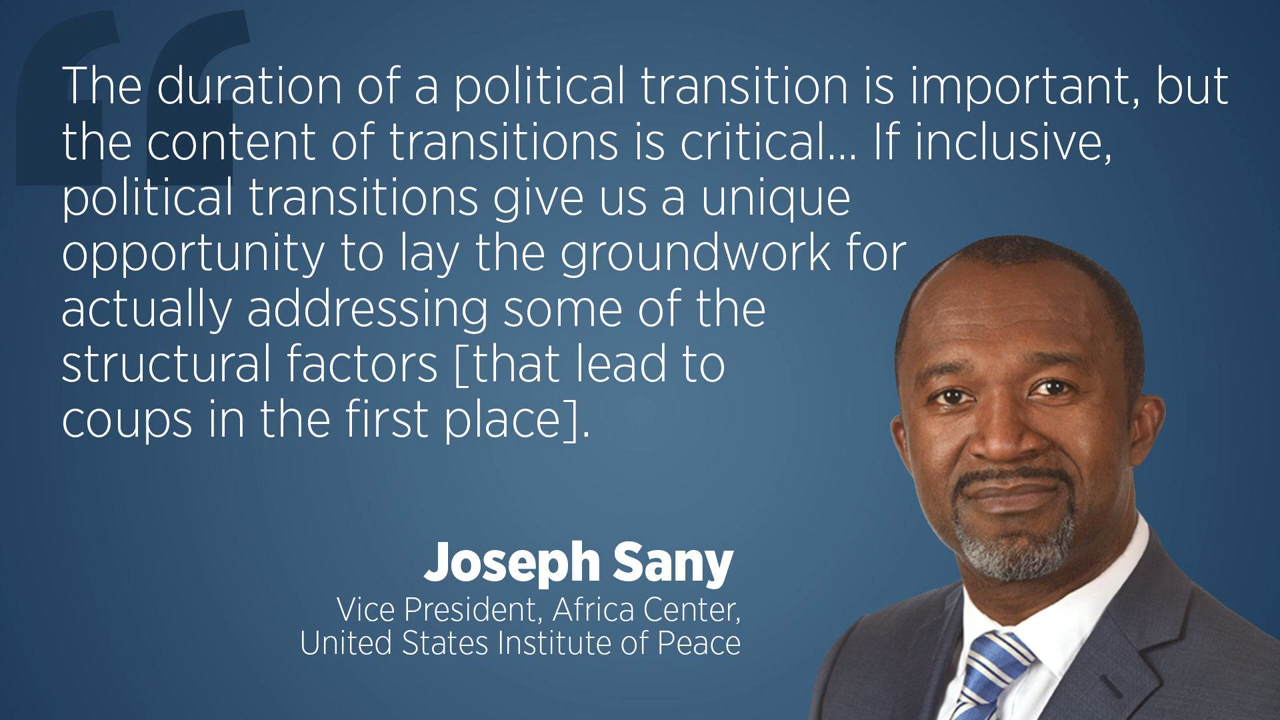 The duration of a political transition is important, but
the content of transitions is critical... If inclusive,
political transitions give us a unique
opportunity to lay the groundwork for
actually addressing some of the
structural factors [that lead to
coups in the first place].
Joseph Sany
Vice President, Africa Center,
United States Institute of Peace